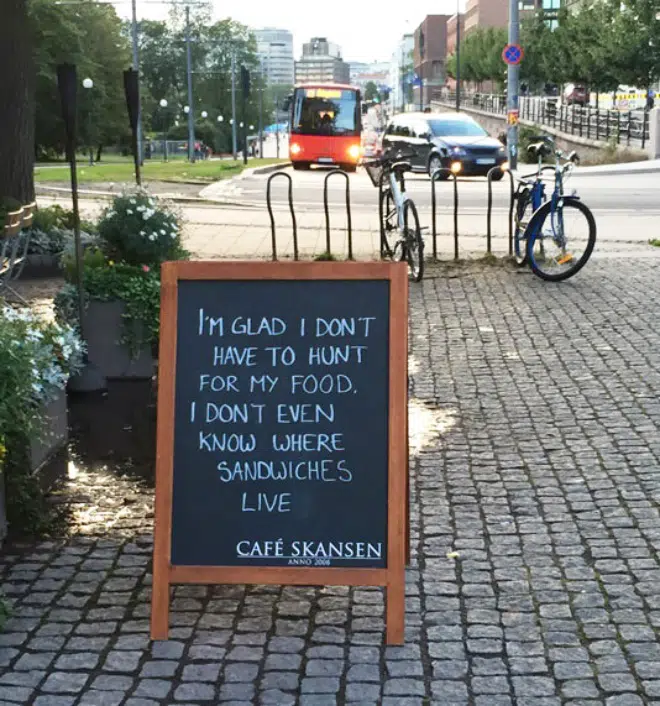 I'M GLAD I DON'T
HAVE TO HUNT
FOR MY FOOD.
I DON'T EVEN
KNOW WHERE
SANDWICHES
LIVE
CAFÉ SKANSEN
ANNO 2006